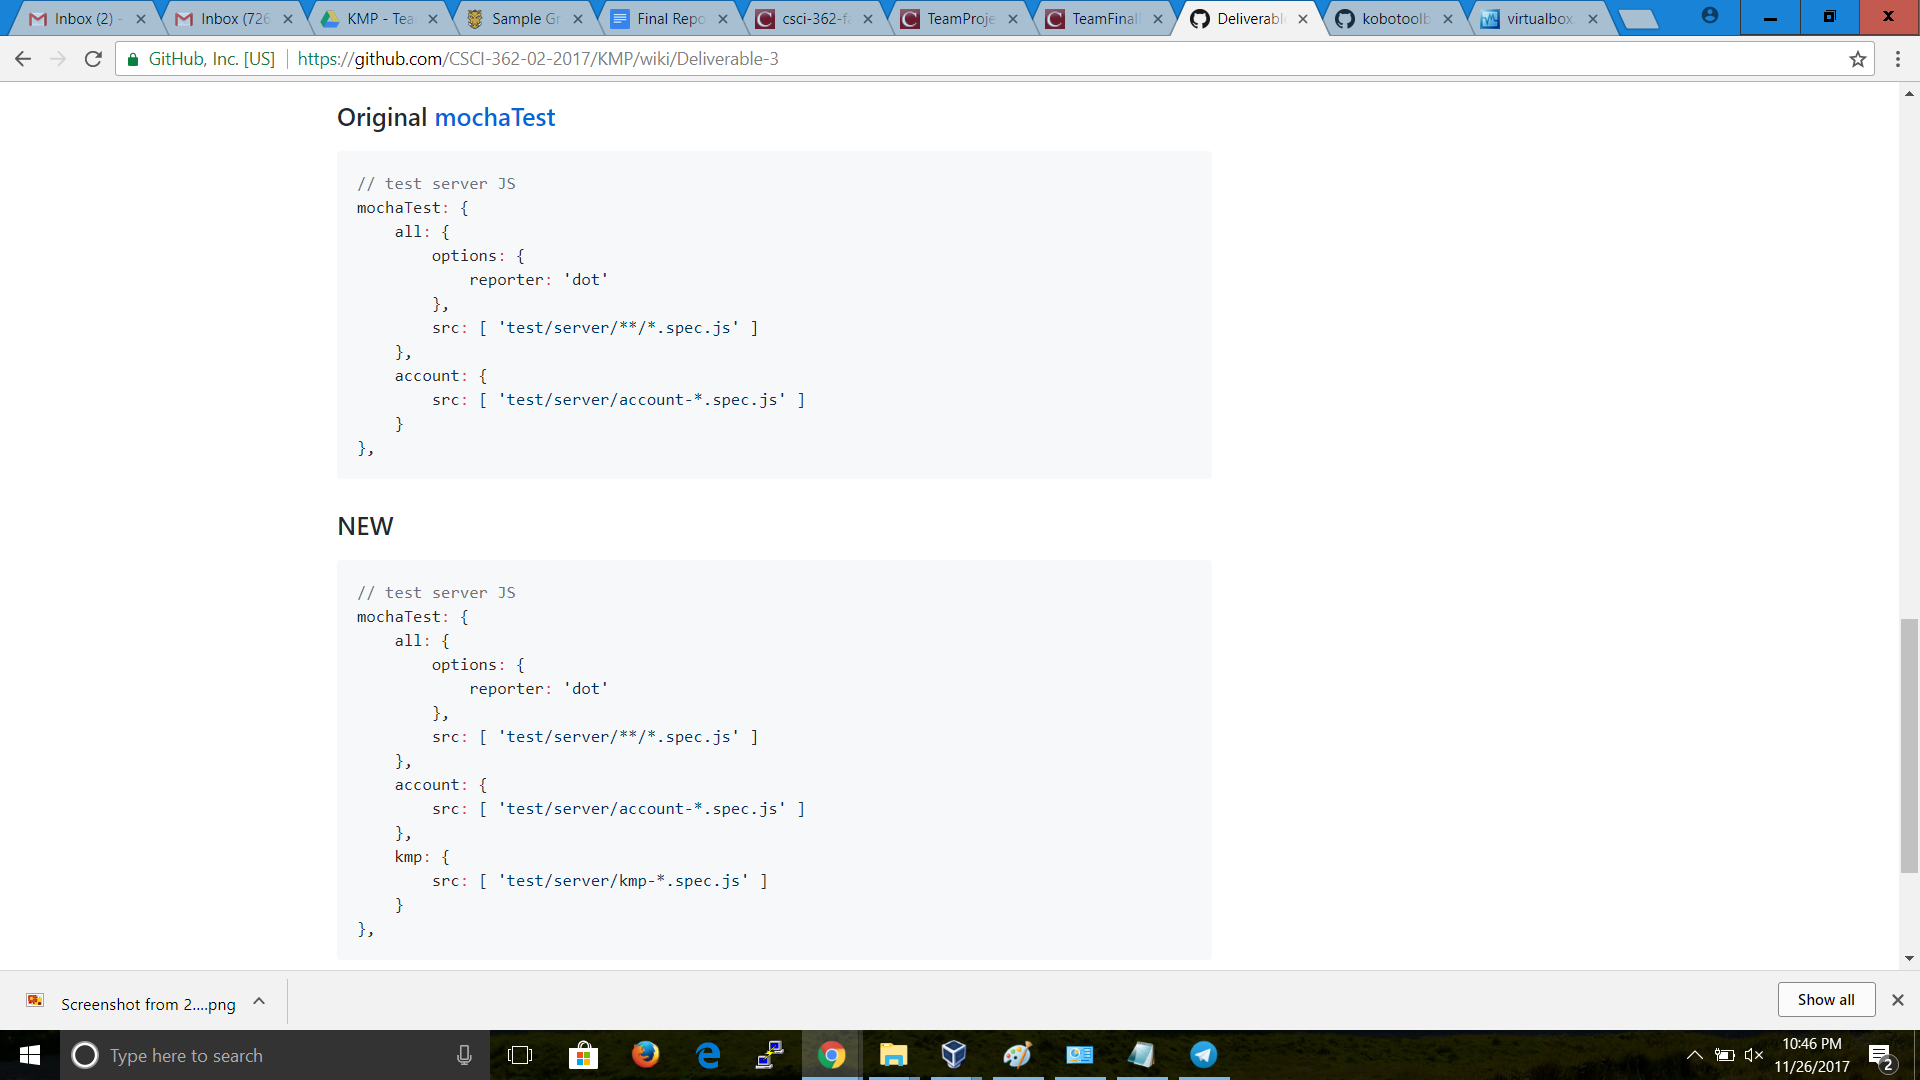 Inbox (2) -
Inbox (726
KMP - Tea
Sample Gr
Final Repo
csci-362-fa
TeamProje
TeamFinal
Deliverabl
kobotoolb
virtualbox
GitHub, Inc. [US]
https://github.com/CSCI-362-02-2017/KMP/wiki/Deliverable-3
Original mochaTest
// test server JS
mochaTest: {
all: {
options: {
reporter: 'dot'
},
src: [ 'test/server/**/*.spec.js' ]
},
account: {
src: [ 'test/server/account-*.spec.js' ]
}
},
NEW
// test server JS
mochaTest: {
all: {
options: {
reporter: 'dot'
},
src: [ 'test/server/**/*.spec.js' ]
},
account: {
src: [ 'test/server/account-*.spec.js' ]
},
kmp: {
src: [ 'test/server/kmp-*.spec.js' ]
}
},
Screenshot from 2....png
Show all
Type here to search
10:46 PM
11/26/2017
2